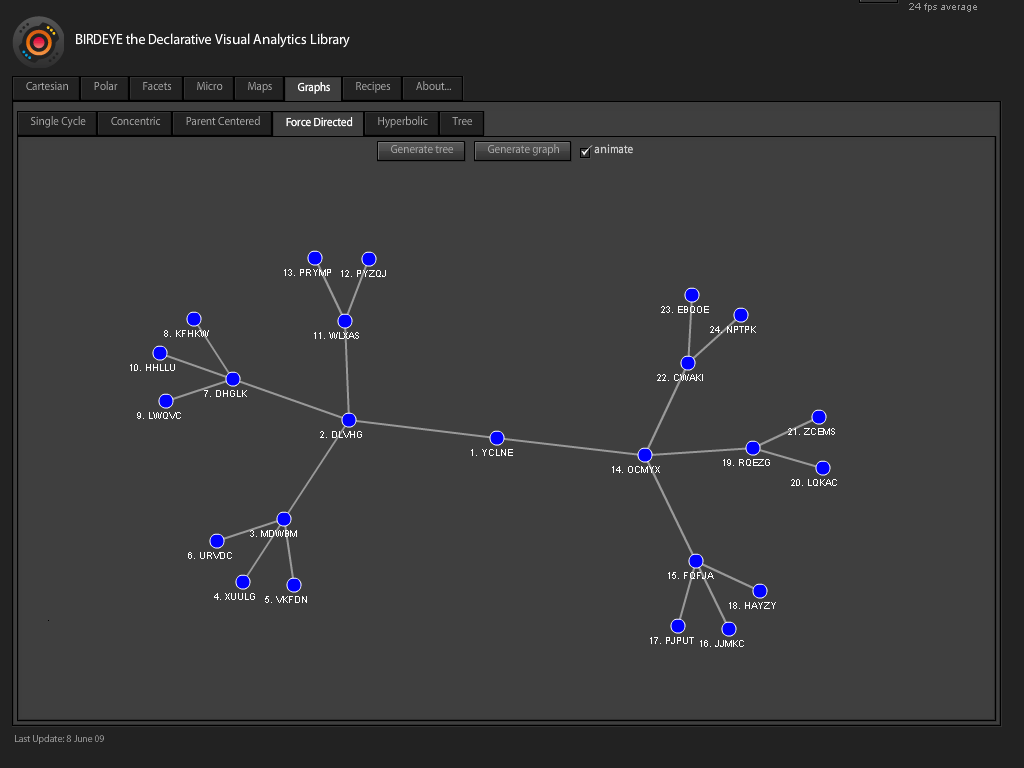 24 fps average
BIRDEYE the Declarative Visual Analytics Library
Cartesian Polar Facets Micro Maps Graphs Recipes About...
Single Cycle Concentric Parent Centered Force Directed Hyperbolic Tree
Generate tree Generate graph animate
13. PRYMP 12. PYZQJ
23. EBQOE
24. NPTPK
8. KFHKW
11. WLXAS
10. HHLLU
22. CWAKI
7. DHGLK
9. LWQVC
2. DLVHG
21. ZCEMS
1. YCLNE
19. RQEZG
14. OCMYX
20. LQKAC
3. MDWBM
6. URVDC
15. FQFJA
4. XUULG 5. VKFDN
18. HAYZY
17. PJPUT 16. JJMKC
Last Update: 8 June 09